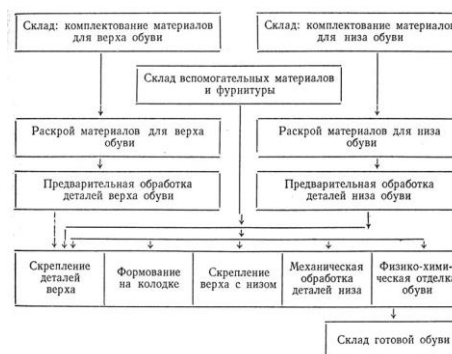 Склад: комплектование материалов
для верха обуви
Склад: комплектование материалов
для низа обуви
Склад вспомогательных материалов
и фурнитуры
Раскрой материалов для верха
обуви
Раскрой материалов для низа
обуви
Предварительная обработка
деталей верха обуви
Предварительная обработка
деталей низа обуви
Скрепление
деталей
верха
Формование
на колодке
Скрепление
верха с низом
Механическая
обработка
деталей низа
Физико-хими-
ческая отделка
обуви
Склад готовой обуви